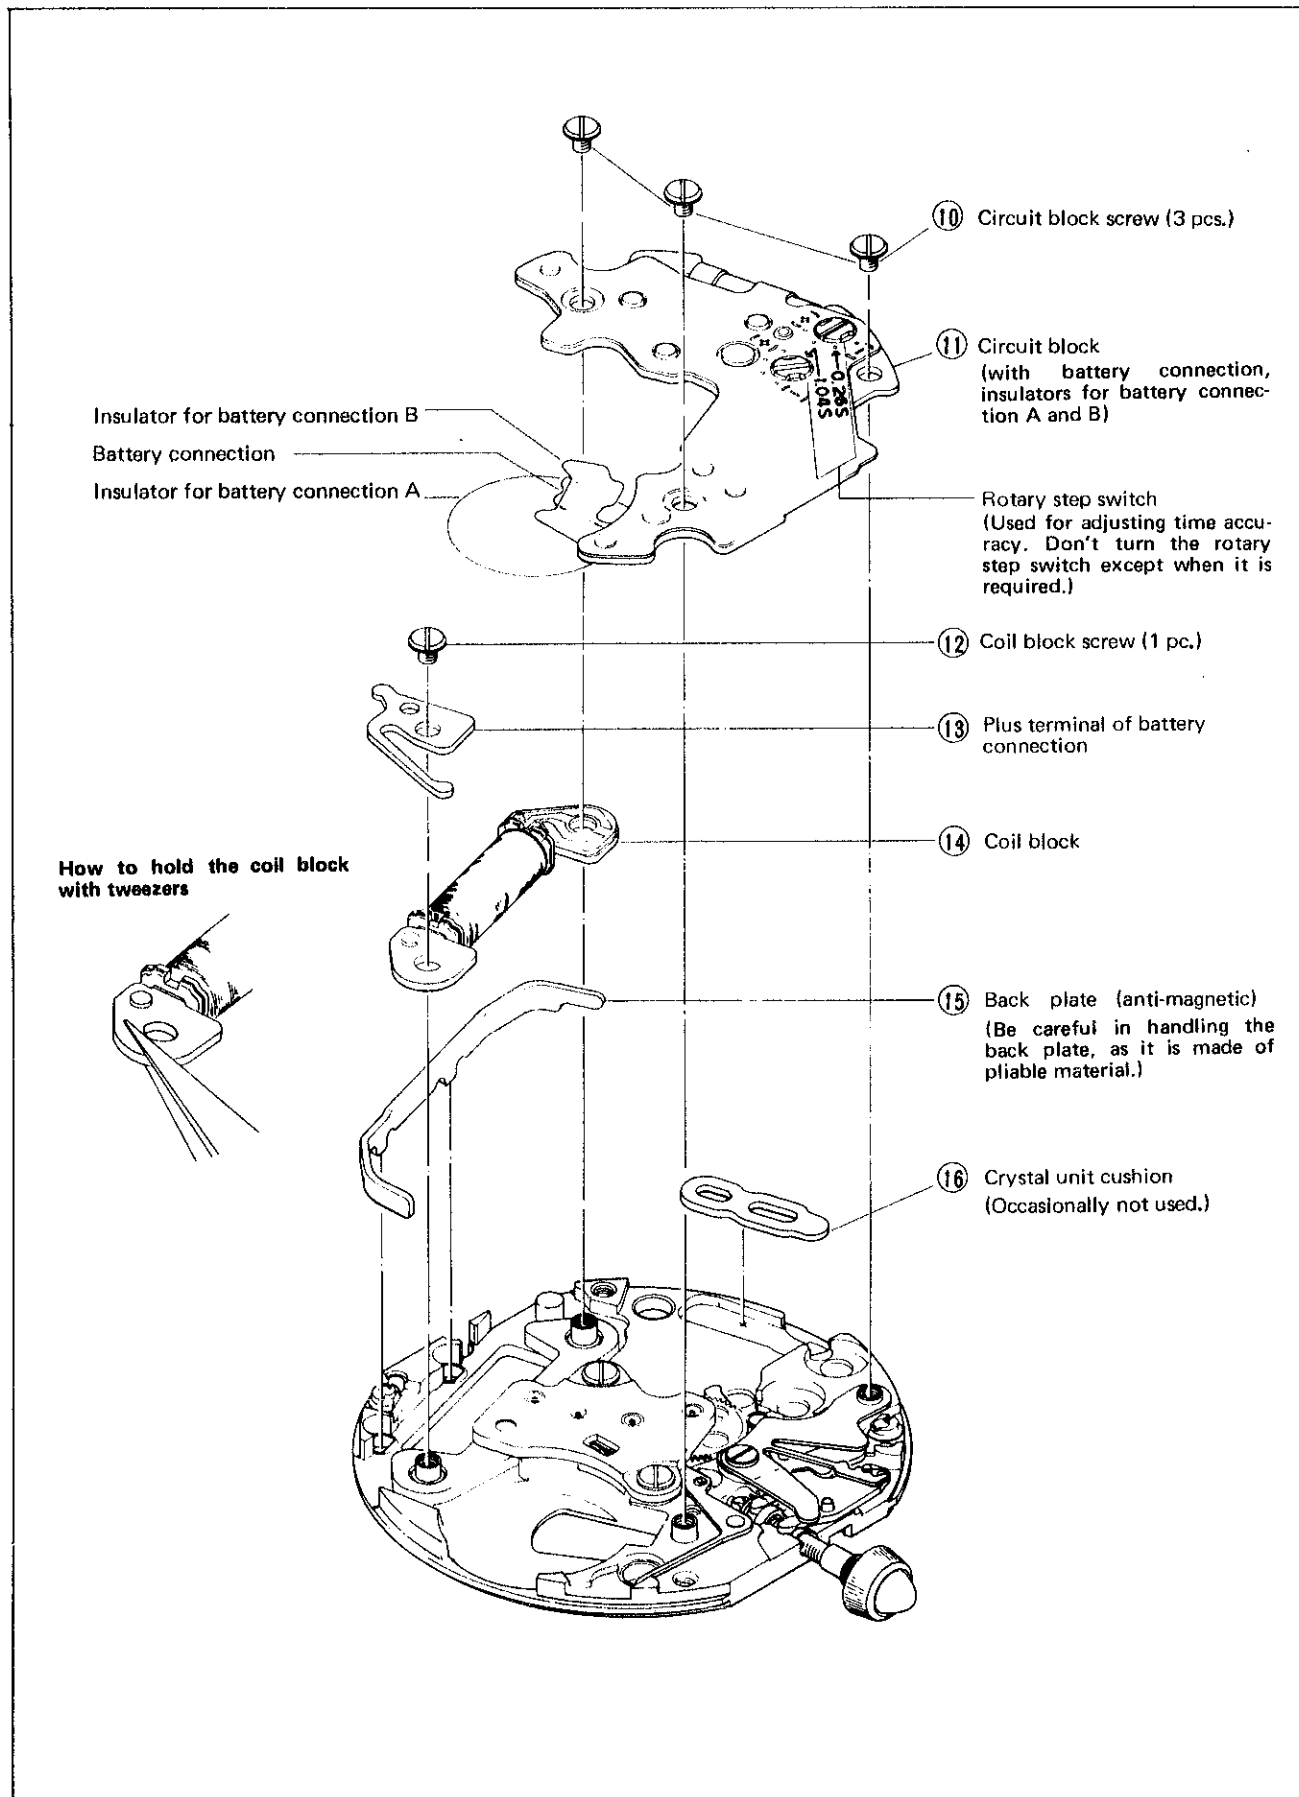 ⑩ Circuit block screw (3 pcs.)
⑪ Circuit block
(with battery connection,
insulators for battery connec-
tion A and B)
0.26S
1.04S
Insulator for battery connection B
Battery connection
Insulator for battery connection A
Rotary step switch
(Used for adjusting time accu-
racy. Don't turn the rotary
step switch except when it is
required.)
⑫ Coil block screw (1 pc.)
⑬ Plus terminal of battery
connection
⑭ Coil block
How to hold the coil block
with tweezers
⑮ Back plate (anti-magnetic)
(Be careful in handling the
back plate, as it is made of
pliable material.)
⑯ Crystal unit cushion
(Occasionally not used.)